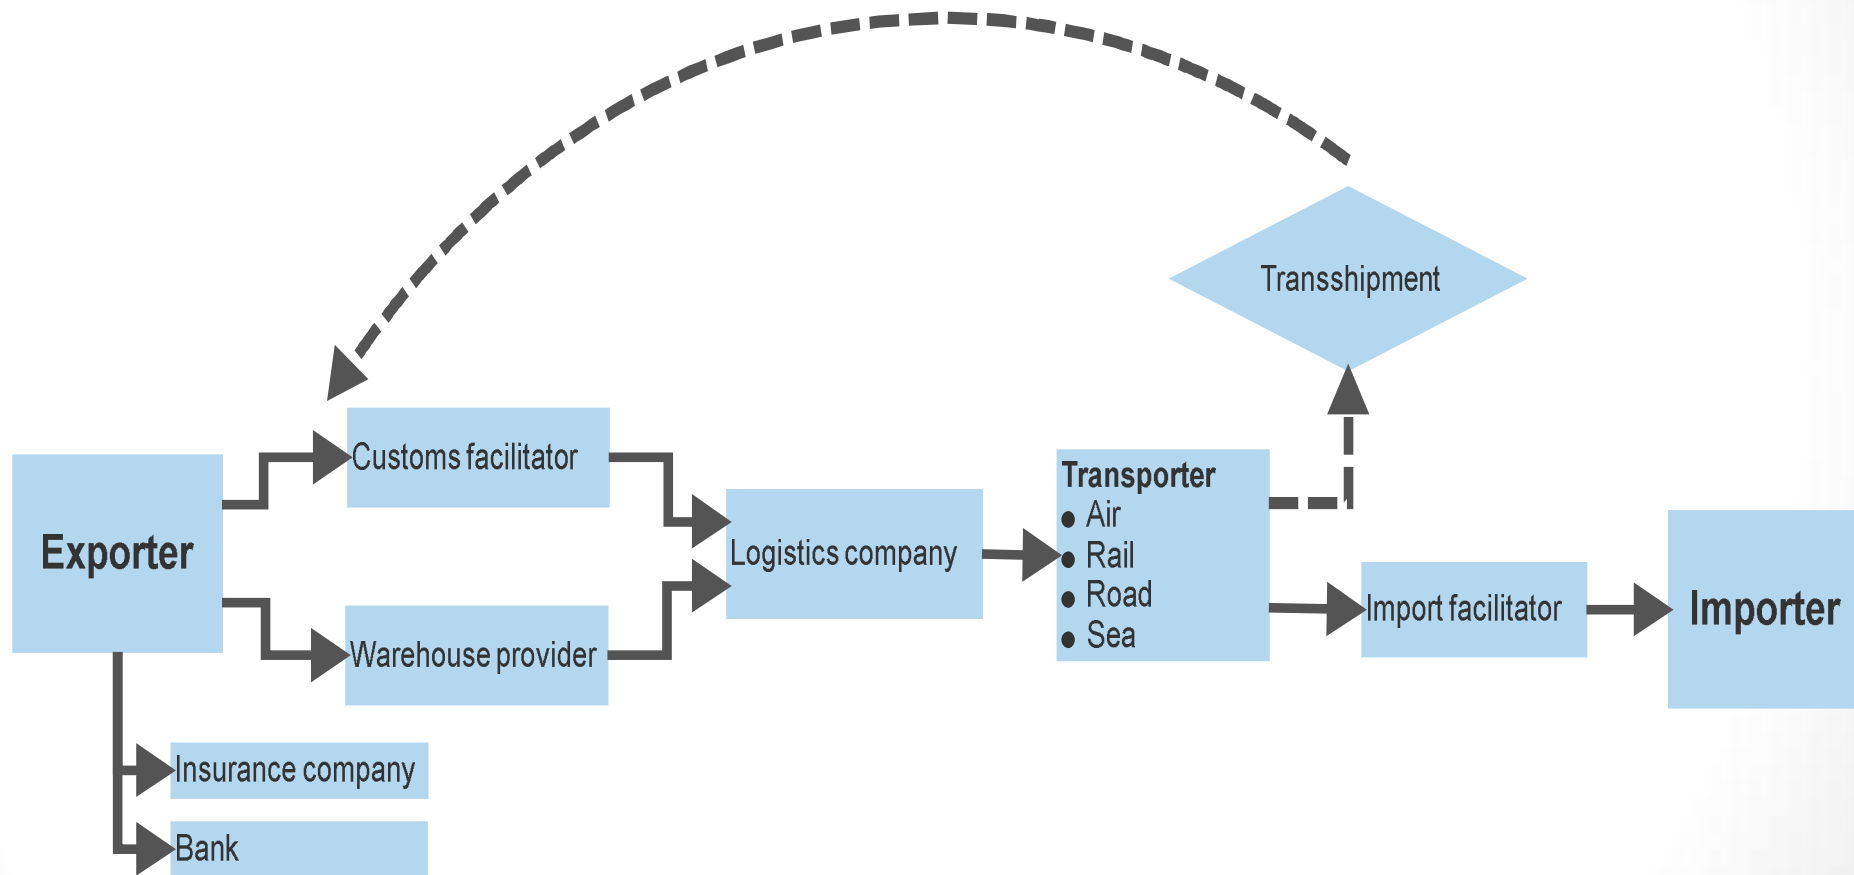 Transshipment
Customs facilitator
Exporter
Warehouse provider
Insurance company
Bank
Logistics company
Transporter
● Air
● Rail
● Road
● Sea
Import facilitator
Importer